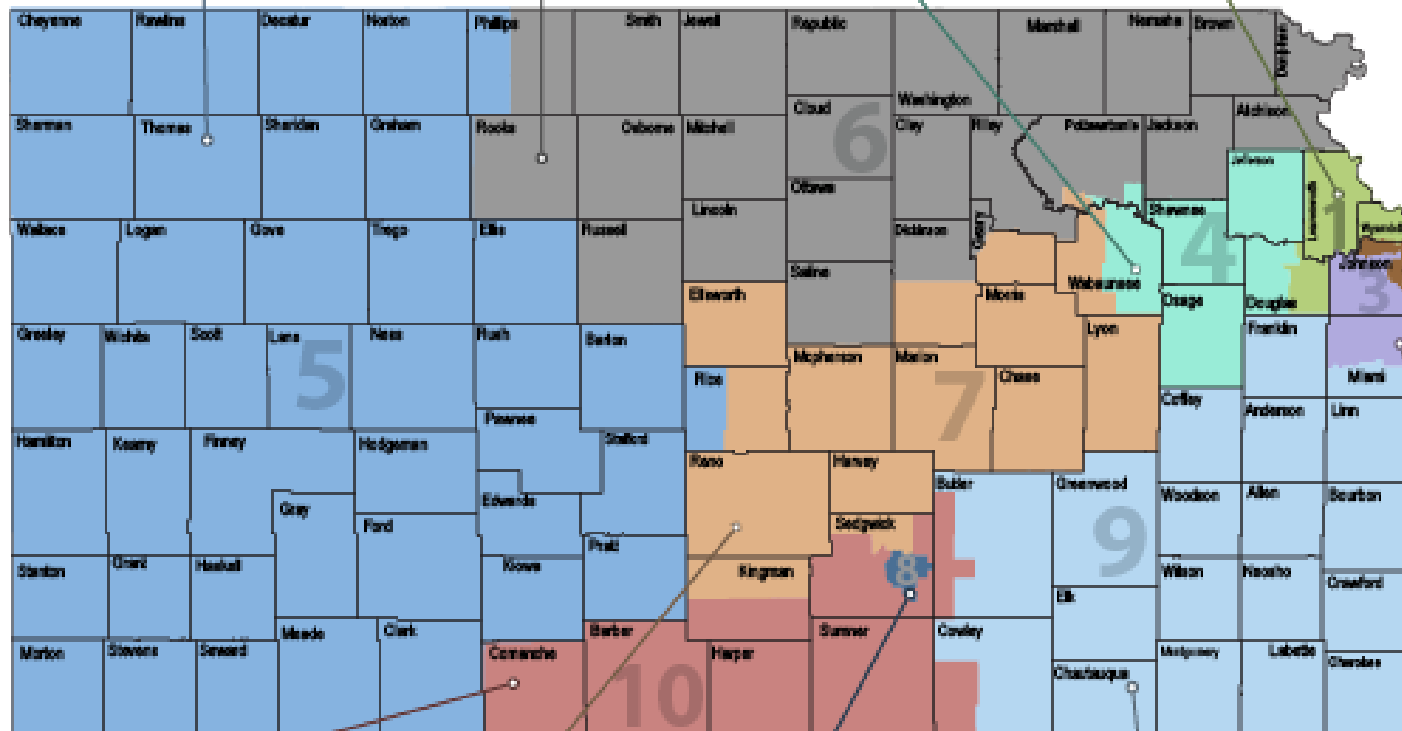 Cheyenne Rawlins Decatur Norton Phillips Smith Jewell Republic Marshall Nemaha Brown Doniphan
Washington
Cloud 6
Atchison
Sherman Thomas Sheridan Graham Rooks Osborne Mitchell Clay Riley Pottawatomie Jackson
Jefferson
Ottawa
Leavenworth 1
Lincoln Shawnee 4
Wallace Logan Gove Trego Ellis Russell Dickinson Geary Wyandotte
Saline Johnson 3
Ellsworth Morris Wabaunsee Osage Douglas
Greeley Wichita Scott Lane Ness Rush Barton Lyon Franklin
5
Mcpherson Marion
Rice 7 Chase Miami
Pawnee Coffey Anderson Linn
Hamilton Kearny Finney Hodgeman Stafford
Reno Harvey
Edwards Butler Greenwood Woodson Allen Bourbon
Gray Ford Sedgwick 9
Pratt
Stanton Grant Haskell Kiowa Kingman 8 Wilson Neosho Crawford
Elk
Meade Clark Barber Sumner Cowley
Morton Stevens Seward Comanche Harper Montgomery Labette Cherokee
Chautauqua
10